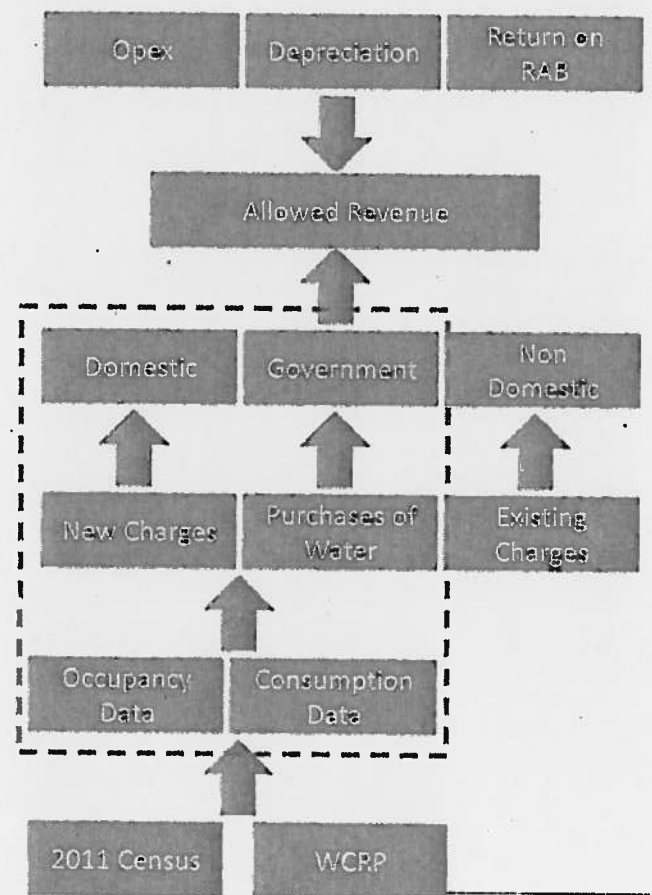 Opex
Depreciation
Return on
RAB
Allowed Revenue
Domestic
Government
Non
Domestic
New Charges
Purchases of
Water
Existing
Charges
Occupancy
Data
Consumption
Data
2011 Census
WCRP